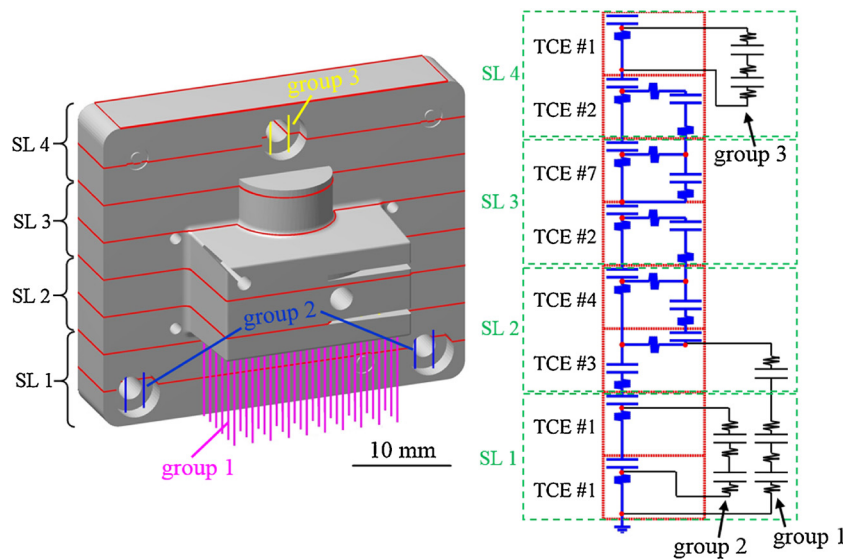 group 3
SL 4
SL 3
SL 2
SL 1
group 2
group 1
10 mm
SL 4
TCE #1
TCE #2
group 3
SL 3
TCE #7
TCE #2
SL 2
TCE #4
TCE #3
SL 1
TCE #1
TCE #1
group 2
group 1